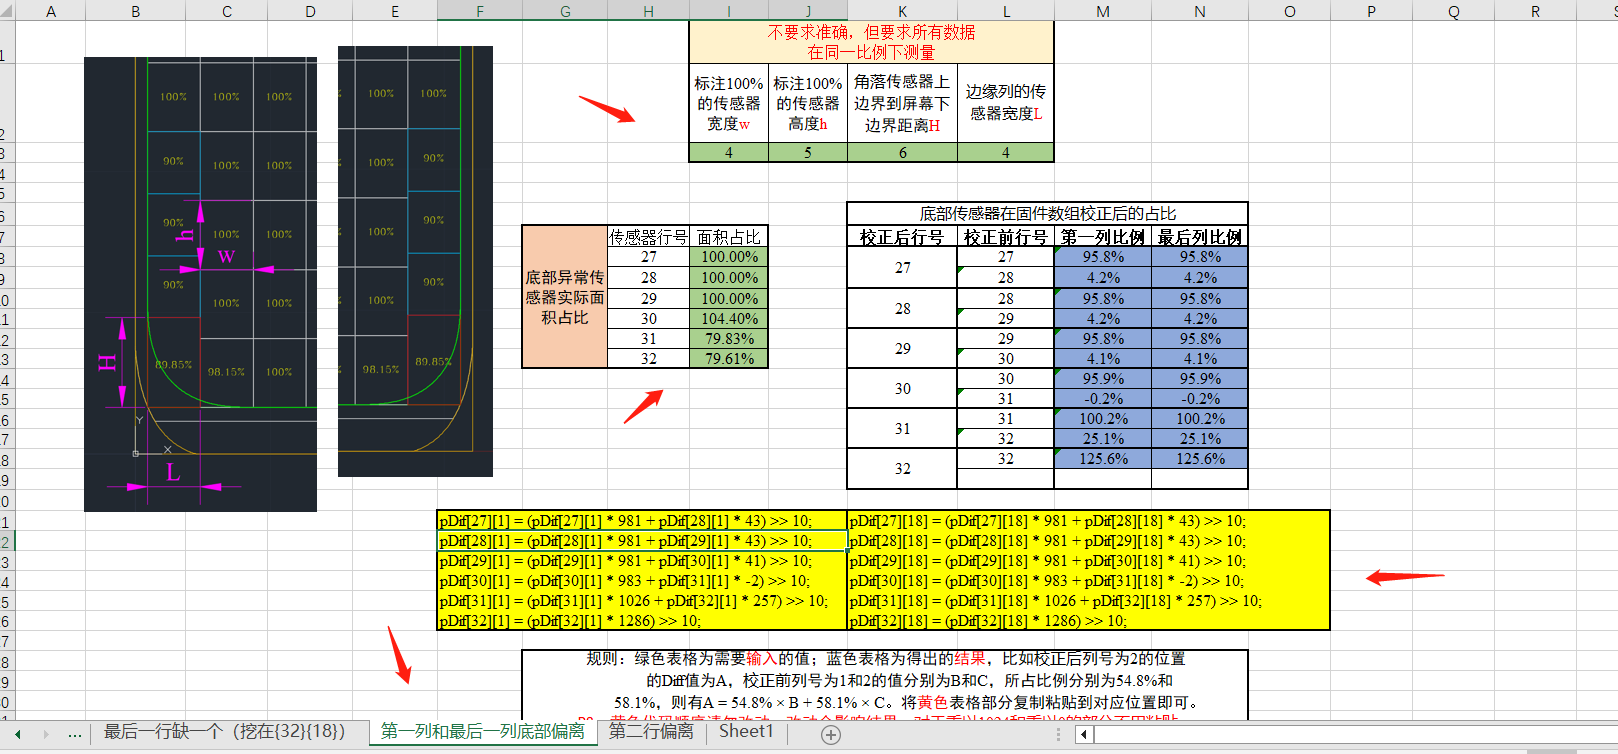 A B C D E F G H I J K L M N O P Q R
不要求准确，但要求所有数据
在同一比例下测量
标注100%的传感器宽度w 标注100%的传感器高度h 角落传感器上边界到屏幕下边界距离H 边缘列的传感器宽度L
4 5 6 4
100% 100% 100%
90% 100% 100%
90% 100% 100%
h
w
90% 100% 100%
H
89.85% 98.15% 100%
Y
X
L
100% 100%
100% 90%
100% 90%
100% 90%
98.15% 89.85%
底部异常传感器实际面积占比
传感器行号 面积占比
27 100.00%
28 100.00%
29 100.00%
30 104.40%
31 79.83%
32 79.61%
底部传感器在固件数组校正后的占比
校正后行号 校正前行号 第一列比例 最后列比例
27 27 95.8% 95.8%
28 4.2% 4.2%
28 28 95.8% 95.8%
29 4.2% 4.2%
29 29 95.8% 95.8%
30 4.1% 4.1%
30 30 95.9% 95.9%
31 -0.2% -0.2%
31 31 100.2% 100.2%
32 25.1% 25.1%
32 32 125.6% 125.6%
pDif[27][1] = (pDif[27][1] * 981 + pDif[28][1] * 43) >> 10; pDif[27][18] = (pDif[27][18] * 981 + pDif[28][18] * 43) >> 10;
pDif[28][1] = (pDif[28][1] * 981 + pDif[29][1] * 43) >> 10; pDif[28][18] = (pDif[28][18] * 981 + pDif[29][18] * 43) >> 10;
pDif[29][1] = (pDif[29][1] * 981 + pDif[30][1] * 41) >> 10; pDif[29][18] = (pDif[29][18] * 981 + pDif[30][18] * 41) >> 10;
pDif[30][1] = (pDif[30][1] * 983 + pDif[31][1] * -2) >> 10; pDif[30][18] = (pDif[30][18] * 983 + pDif[31][18] * -2) >> 10;
pDif[31][1] = (pDif[31][1] * 1026 + pDif[32][1] * 257) >> 10; pDif[31][18] = (pDif[31][18] * 1026 + pDif[32][18] * 257) >> 10;
pDif[32][1] = (pDif[32][1] * 1286) >> 10; pDif[32][18] = (pDif[32][18] * 1286) >> 10;
规则：绿色表格为需要输入的值；蓝色表格为得出的结果，比如校正后列号为2的位置
的Diff值为A，校正前列号为1和2的值分别为B和C，所占比例分别为54.8%和
58.1%，则有A = 54.8% × B + 58.1% × C。将黄色表格部分复制粘贴到对应位置即可。
最后一行缺一个（挖在{32}{18}） 第一列和最后一列底部偏离 第二行偏离 Sheet1